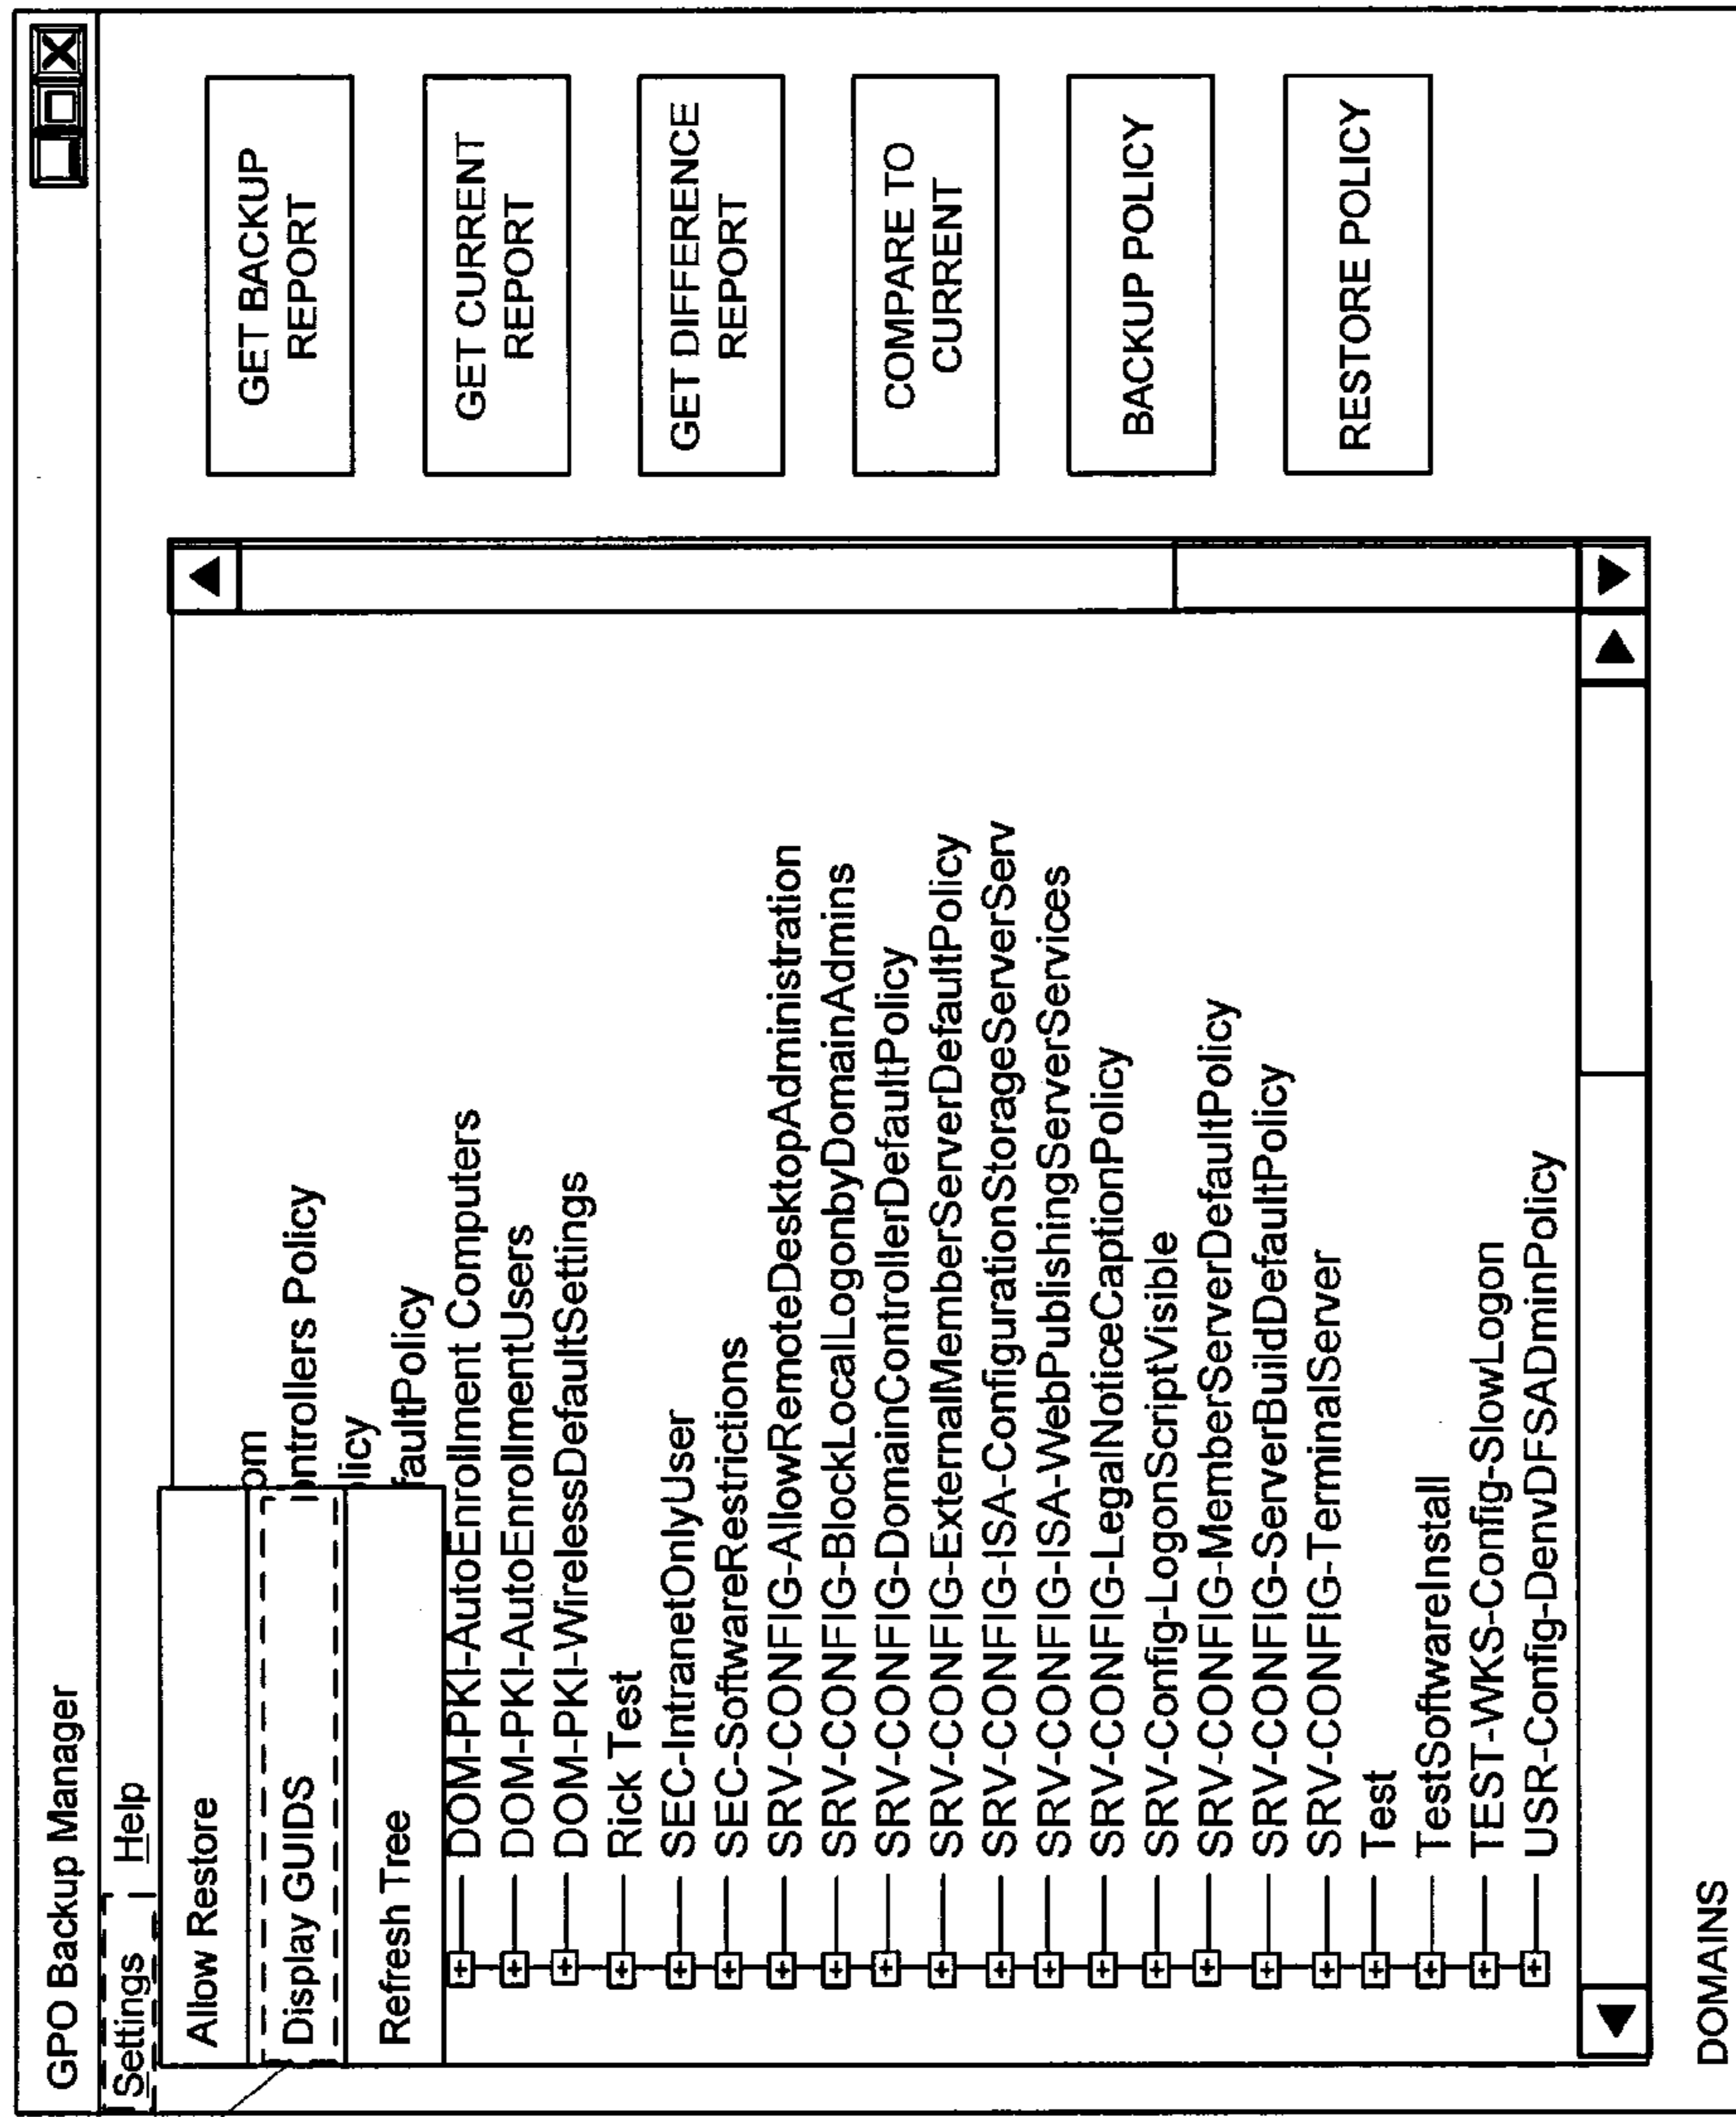 GPO Backup Manager
Settings Help
Allow Restore
Display GUIDS
Refresh Tree
om
ontrollers Policy
licy
faultPolicy
DOM-PKI-AutoEnrollment Computers
DOM-PKI-AutoEnrollmentUsers
DOM-PKI-WirelessDefaultSettings
Rick Test
SEC-IntranetOnlyUser
SEC-SoftwareRestrictions
SRV-CONFIG-AllowRemoteDesktopAdministration
SRV-CONFIG-BlockLocalLogonbyDomainAdmins
SRV-CONFIG-DomainControllerDefaultPolicy
SRV-CONFIG-ExternalMemberServerDefaultPolicy
SRV-CONFIG-ISA-ConfigurationStorageServerServ
SRV-CONFIG-ISA-WebPublishingServerServices
SRV-CONFIG-LegalNoticeCaptionPolicy
SRV-Config-LogonScriptVisible
SRV-CONFIG-MemberServerDefaultPolicy
SRV-CONFIG-ServerBuildDefaultPolicy
SRV-CONFIG-TerminalServer
Test
TestSoftwareInstall
TEST-WKS-Config-SlowLogon
USR-Config-DenvDFSADminPolicy
GET BACKUP
REPORT
GET CURRENT
REPORT
GET DIFFERENCE
REPORT
COMPARE TO
CURRENT
BACKUP POLICY
RESTORE POLICY
DOMAINS